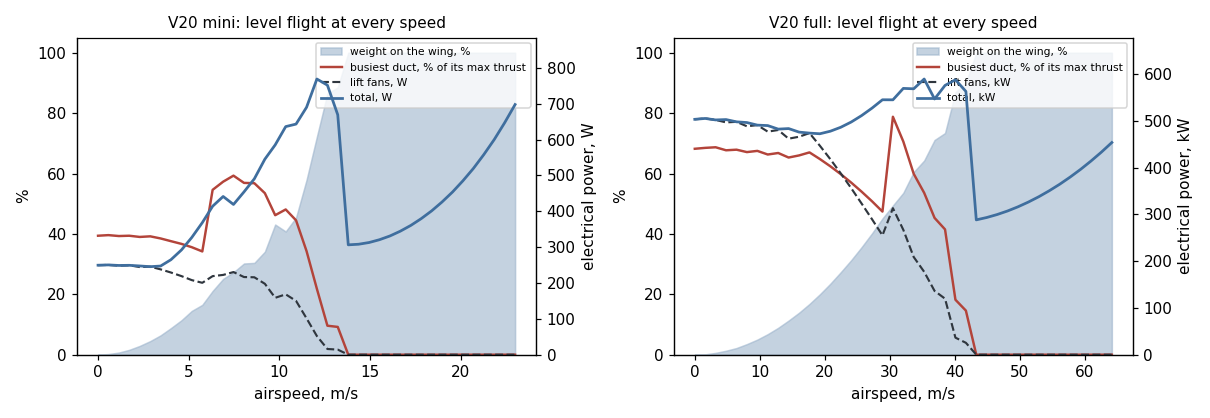 V20 mini: level flight at every speed
100
80
60
40
20
0
%
weight on the wing, %
busiest duct, % of its max thrust
lift fans, W
total, W
800
700
600
500
400
300
200
100
0
electrical power, W
0 5 10 15 20
airspeed, m/s
V20 full: level flight at every speed
100
80
60
40
20
0
%
weight on the wing, %
busiest duct, % of its max thrust
lift fans, kW
total, kW
600
500
400
300
200
100
0
electrical power, kW
0 10 20 30 40 50 60
airspeed, m/s